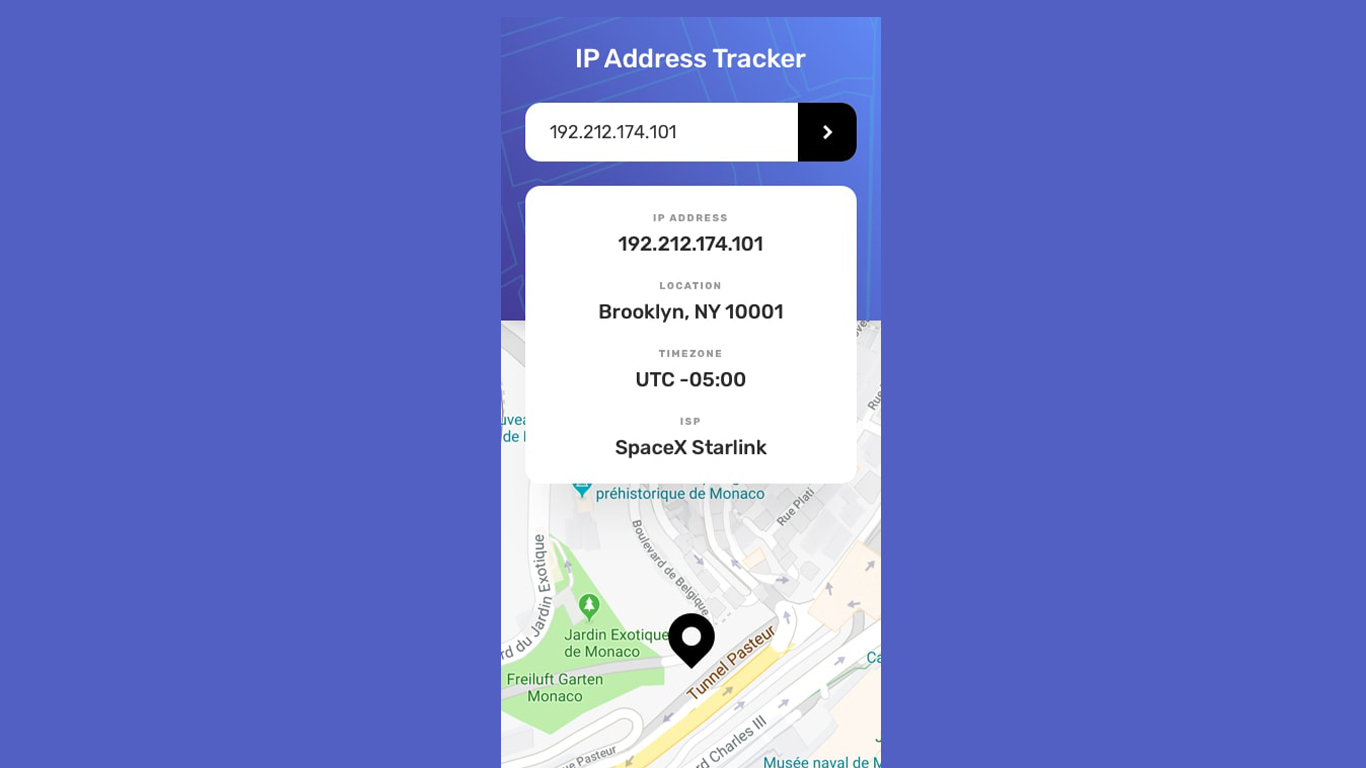 IP Address Tracker
192.212.174.101
IP ADDRESS
192.212.174.101
LOCATION
Brooklyn, NY 10001
TIMEZONE
UTC -05:00
ISP
SpaceX Starlink
de
préhistorique de Monaco
Rue Plati
Boulevard de Belgique
rd du Jardin Exotique
Jardin Exotique
de Monaco
Tunnel Pasteur
Freiluft Garten
Monaco
rd Charles III
ue Pasteur
Musée naval de M